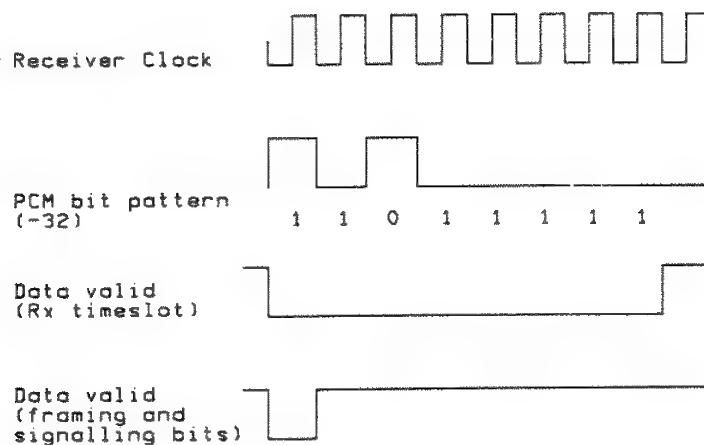 Receiver Clock
PCM bit pattern
(-32)
1 1 0 1 1 1 1 1
Data valid
(Rx timeslot)
Data valid
(framing and
signalling bits)